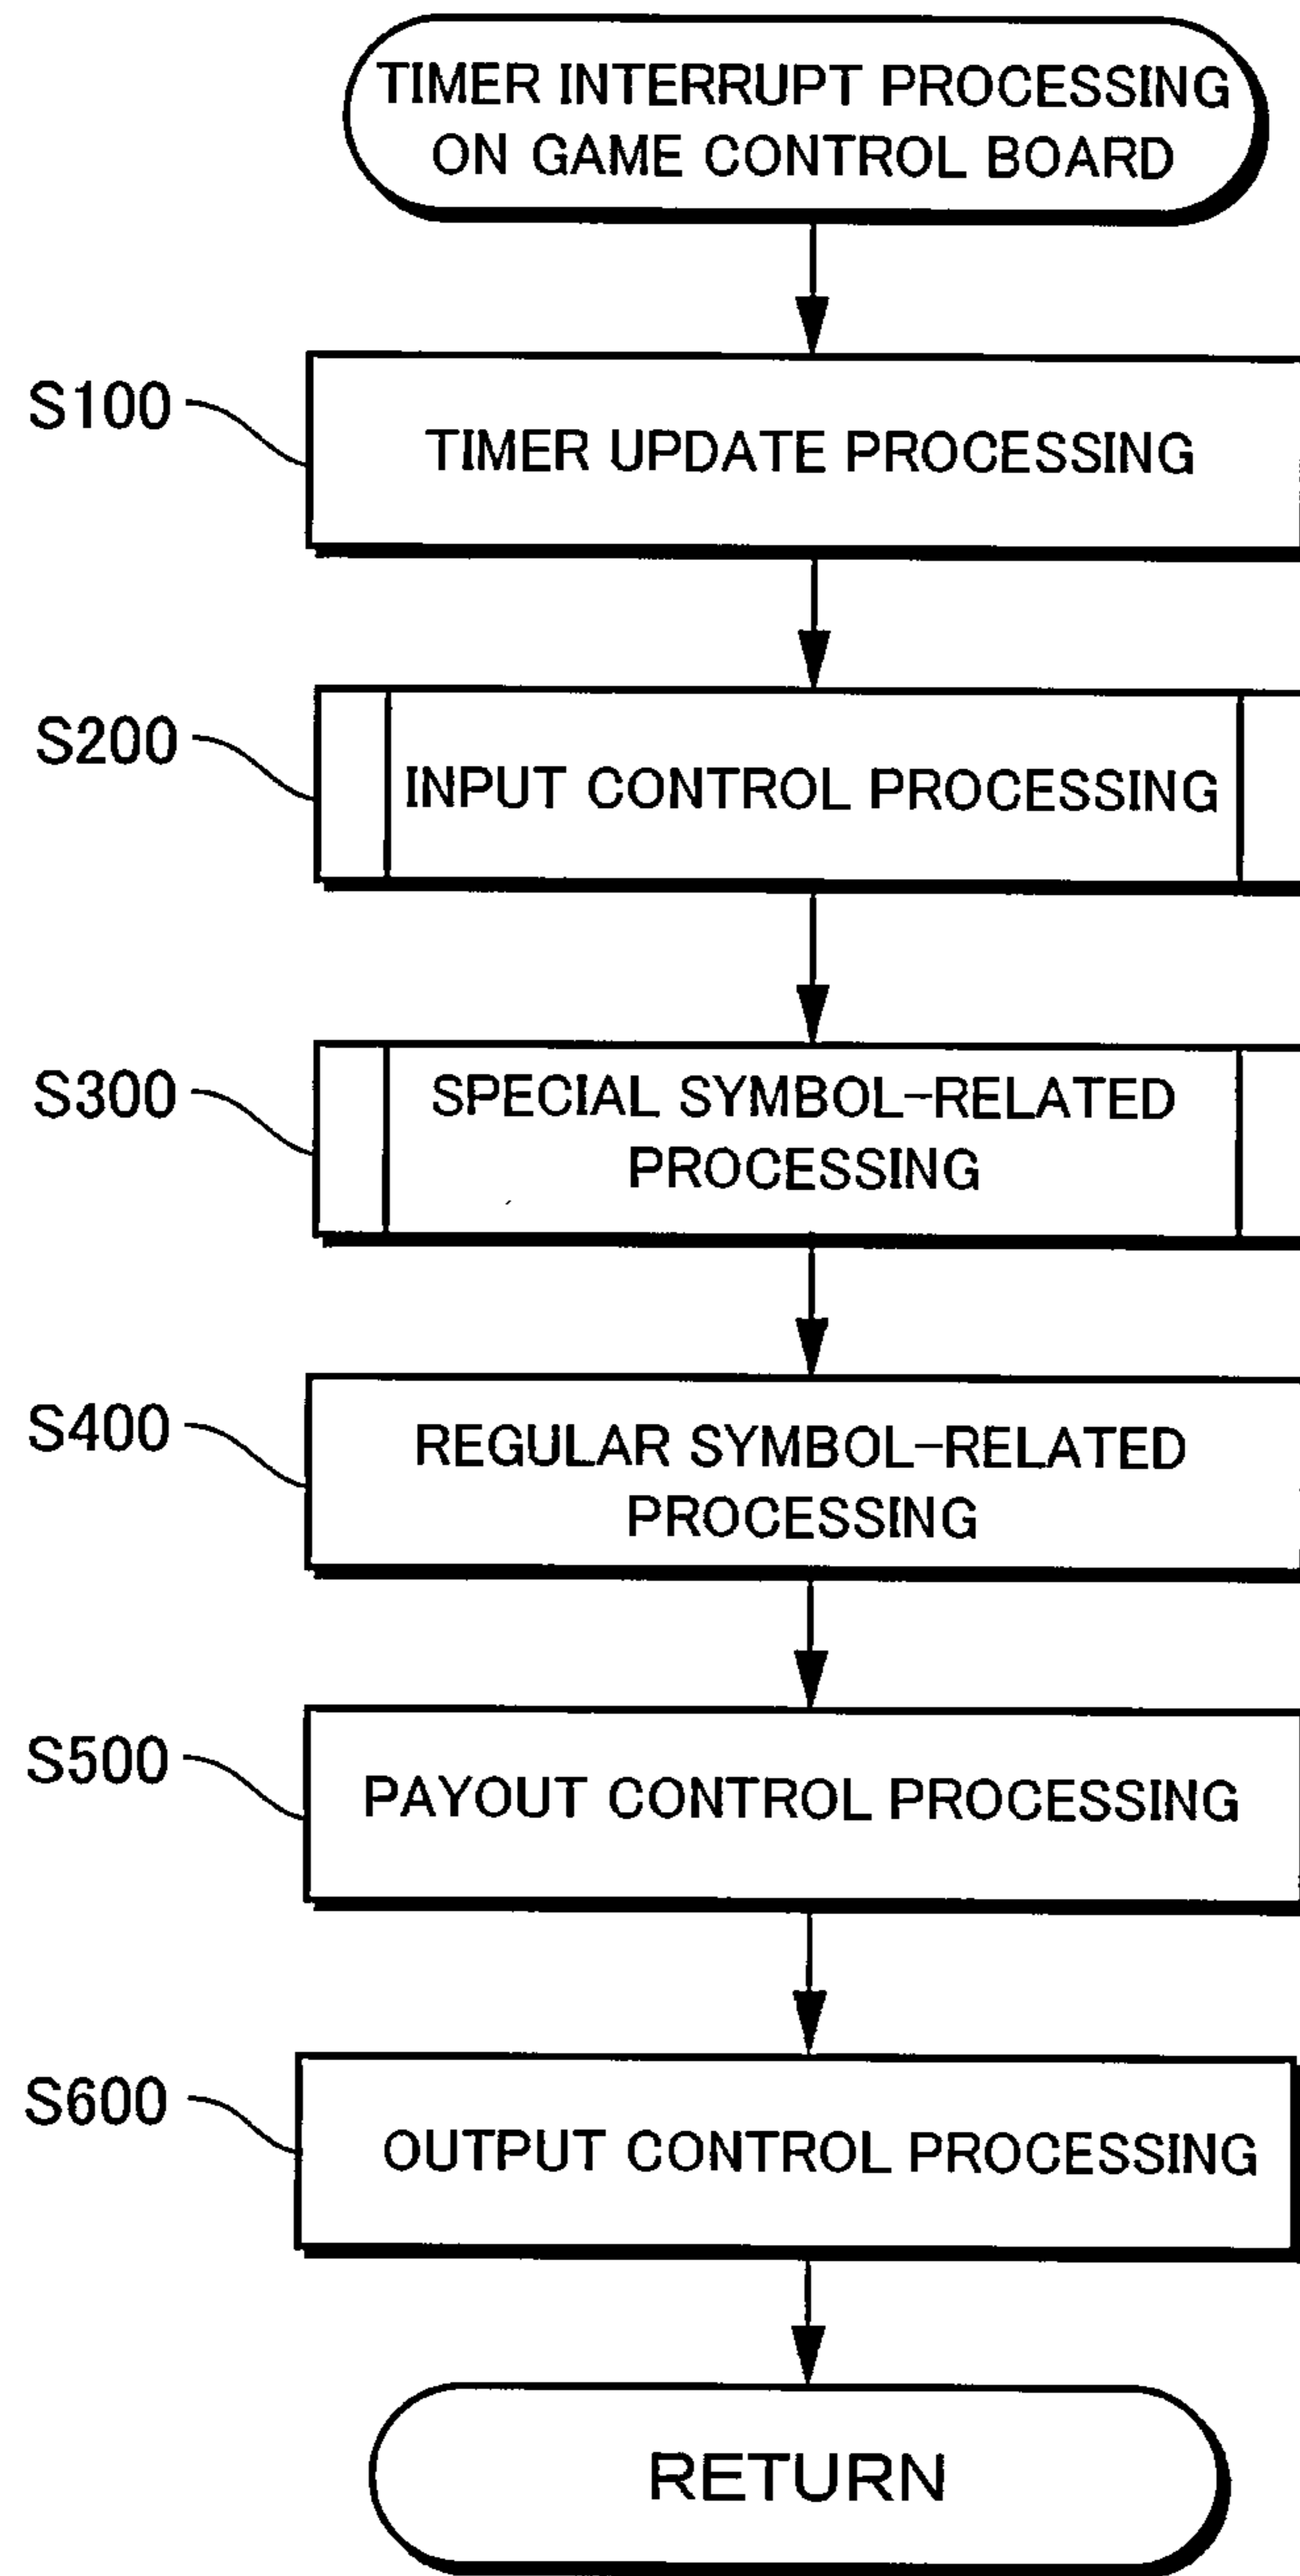 TIMER INTERRUPT PROCESSING
ON GAME CONTROL BOARD
S100
TIMER UPDATE PROCESSING
S200
INPUT CONTROL PROCESSING
S300
SPECIAL SYMBOL-RELATED
PROCESSING
S400
REGULAR SYMBOL-RELATED
PROCESSING
S500
PAYOUT CONTROL PROCESSING
S600
OUTPUT CONTROL PROCESSING
RETURN